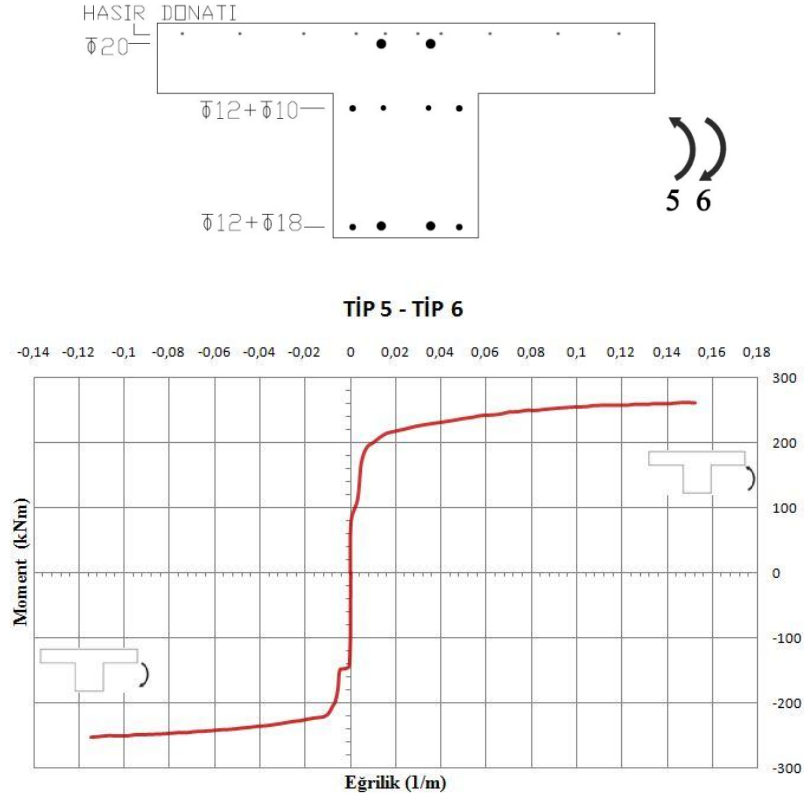 HASIR DONATI
Φ20
Φ12+Φ10
Φ12+Φ18
5 6
TİP 5 - TİP 6
-0,14 -0,12 -0,1 -0,08 -0,06 -0,04 -0,02 0 0,02 0,04 0,06 0,08 0,1 0,12 0,14 0,16 0,18
300
200
100
0
-100
-200
-300
Moment (kNm)
Eğrilik (1/m)